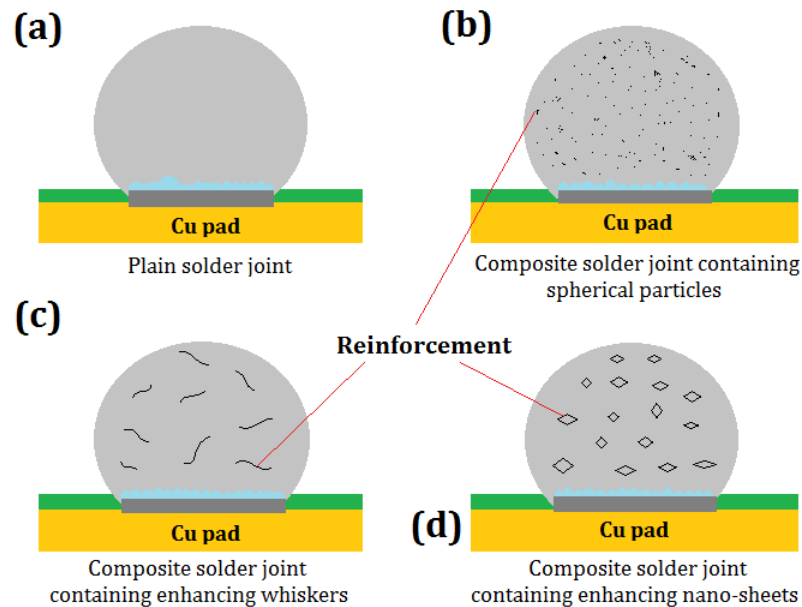 (a)
Cu pad
Plain solder joint
(b)
Cu pad
Composite solder joint containing
spherical particles
Reinforcement
(c)
Cu pad
Composite solder joint
containing enhancing whiskers
(d)
Cu pad
Composite solder joint
containing enhancing nano-sheets